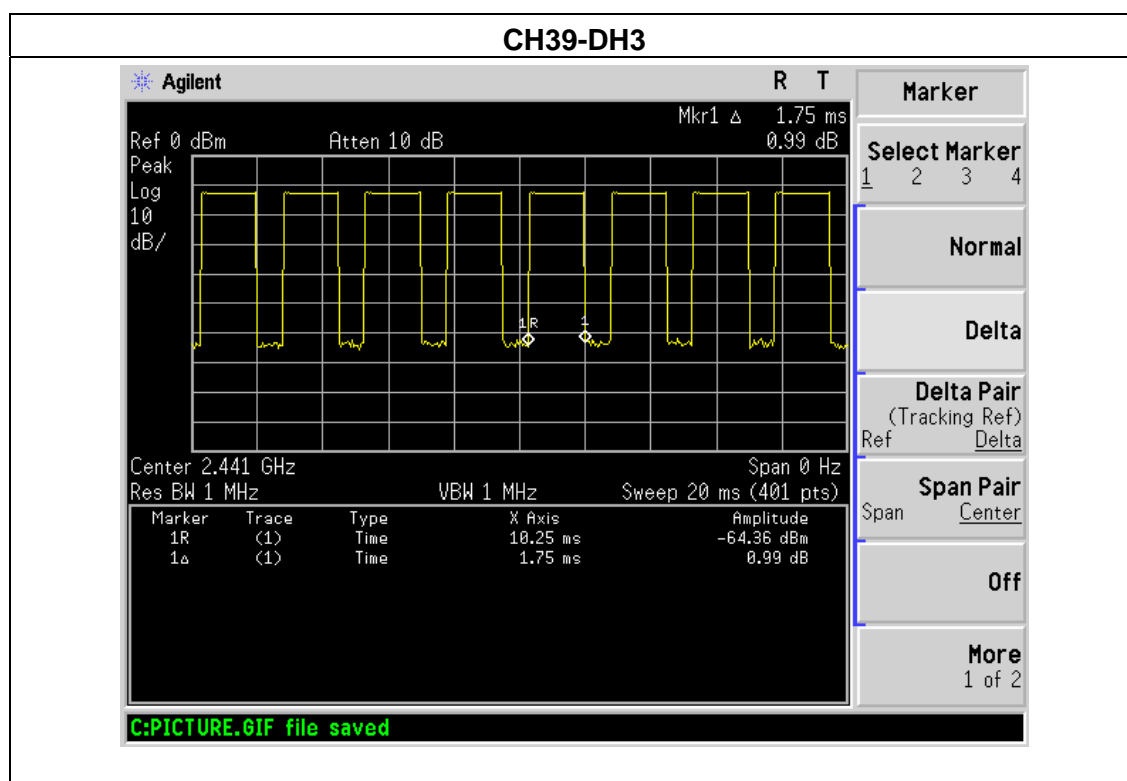 CH39-DH3
Agilent R T
Mkr1 Δ 1.75 ms
Ref 0 dBm Atten 10 dB 0.99 dB
Peak
Log
10
dB/
1R 1
Center 2.441 GHz Span 0 Hz
Res BW 1 MHz VBW 1 MHz Sweep 20 ms (401 pts)
Marker Trace Type X Axis Amplitude
1R (1) Time 10.25 ms -64.36 dBm
1Δ (1) Time 1.75 ms 0.99 dB
C:PICTURE.GIF file saved
Marker
Select Marker
1 2 3 4
Normal
Delta
Delta Pair
(Tracking Ref)
Ref Delta
Span Pair
Span Center
Off
More
1 of 2